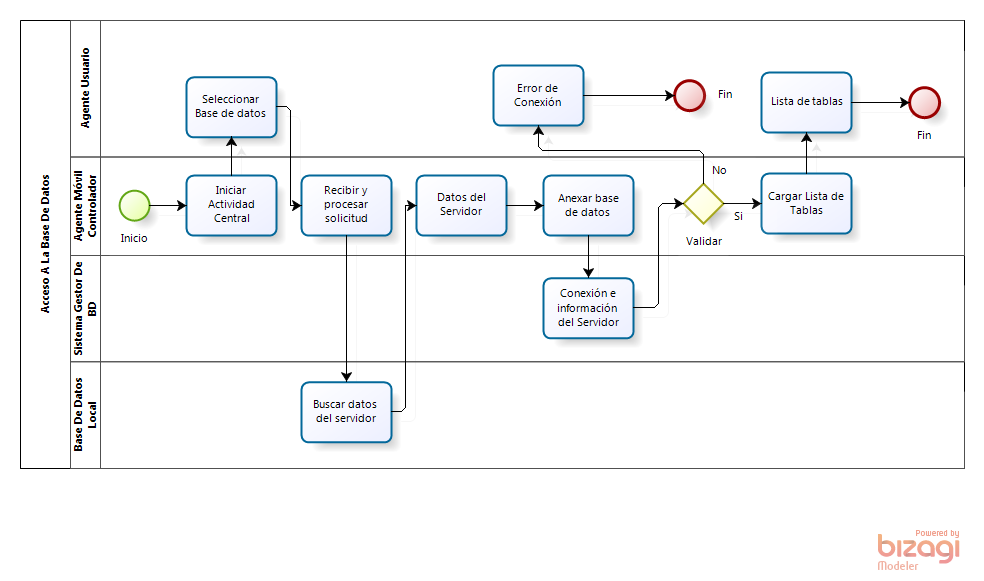 Acceso A La Base De Datos
Agente Usuario
Seleccionar
Base de datos
Error de
Conexión
Fin
Lista de tablas
Fin
Agente Móvil
Controlador
Inicio
Iniciar
Actividad
Central
Recibir y
procesar
solicitud
Datos del
Servidor
Anexar base
de datos
No
Validar
Si
Cargar Lista de
Tablas
Sistema Gestor De
BD
Conexión e
información
del Servidor
Base De Datos
Local
Buscar datos
del servidor
Powered by
bizagi
Modeler